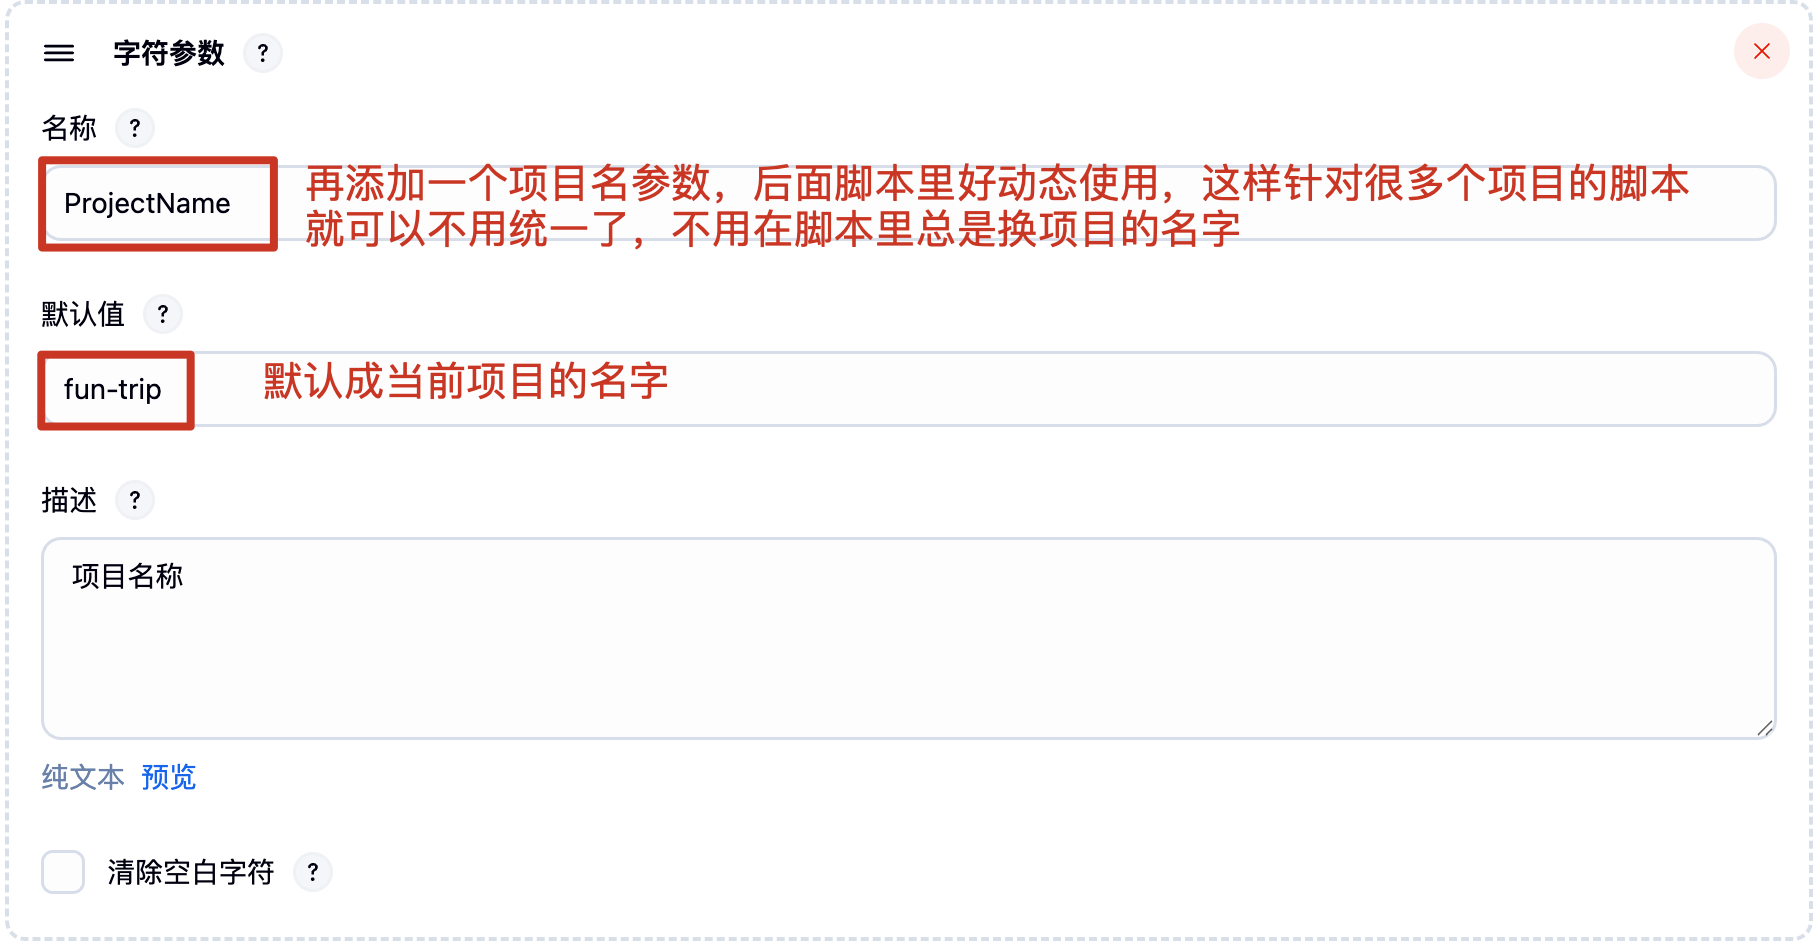 字符参数 ?
名称 ?
ProjectName
再添加一个项目名参数，后面脚本里好动态使用，这样针对很多个项目的脚本
就可以不用统一了，不用在脚本里总是换项目的名字
默认值 ?
fun-trip
默认成当前项目的名字
描述 ?
项目名称
纯文本 预览
清除空白字符 ?